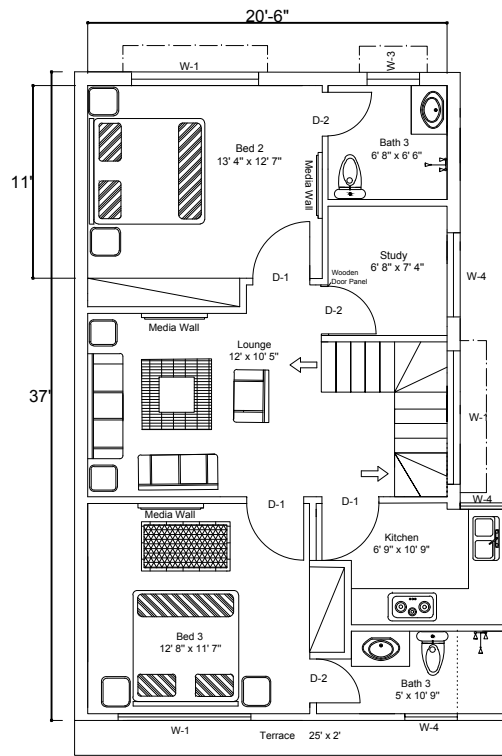 20'-6"
W-1
W-3
D-2
Bed 2
13' 4" x 12' 7"
Bath 3
6' 8" x 6' 6"
Media Wall
11'
Study
6' 8" x 7' 4"
D-1
Wooden
Door Panel
W-4
D-2
Media Wall
Lounge
12' x 10' 5"
37'
W-1
D-1
D-1
W-4
Media Wall
Kitchen
6' 9" x 10' 9"
Bed 3
12' 8" x 11' 7"
D-2
Bath 3
5' x 10' 9"
W-1
W-4
Terrace 25' x 2'